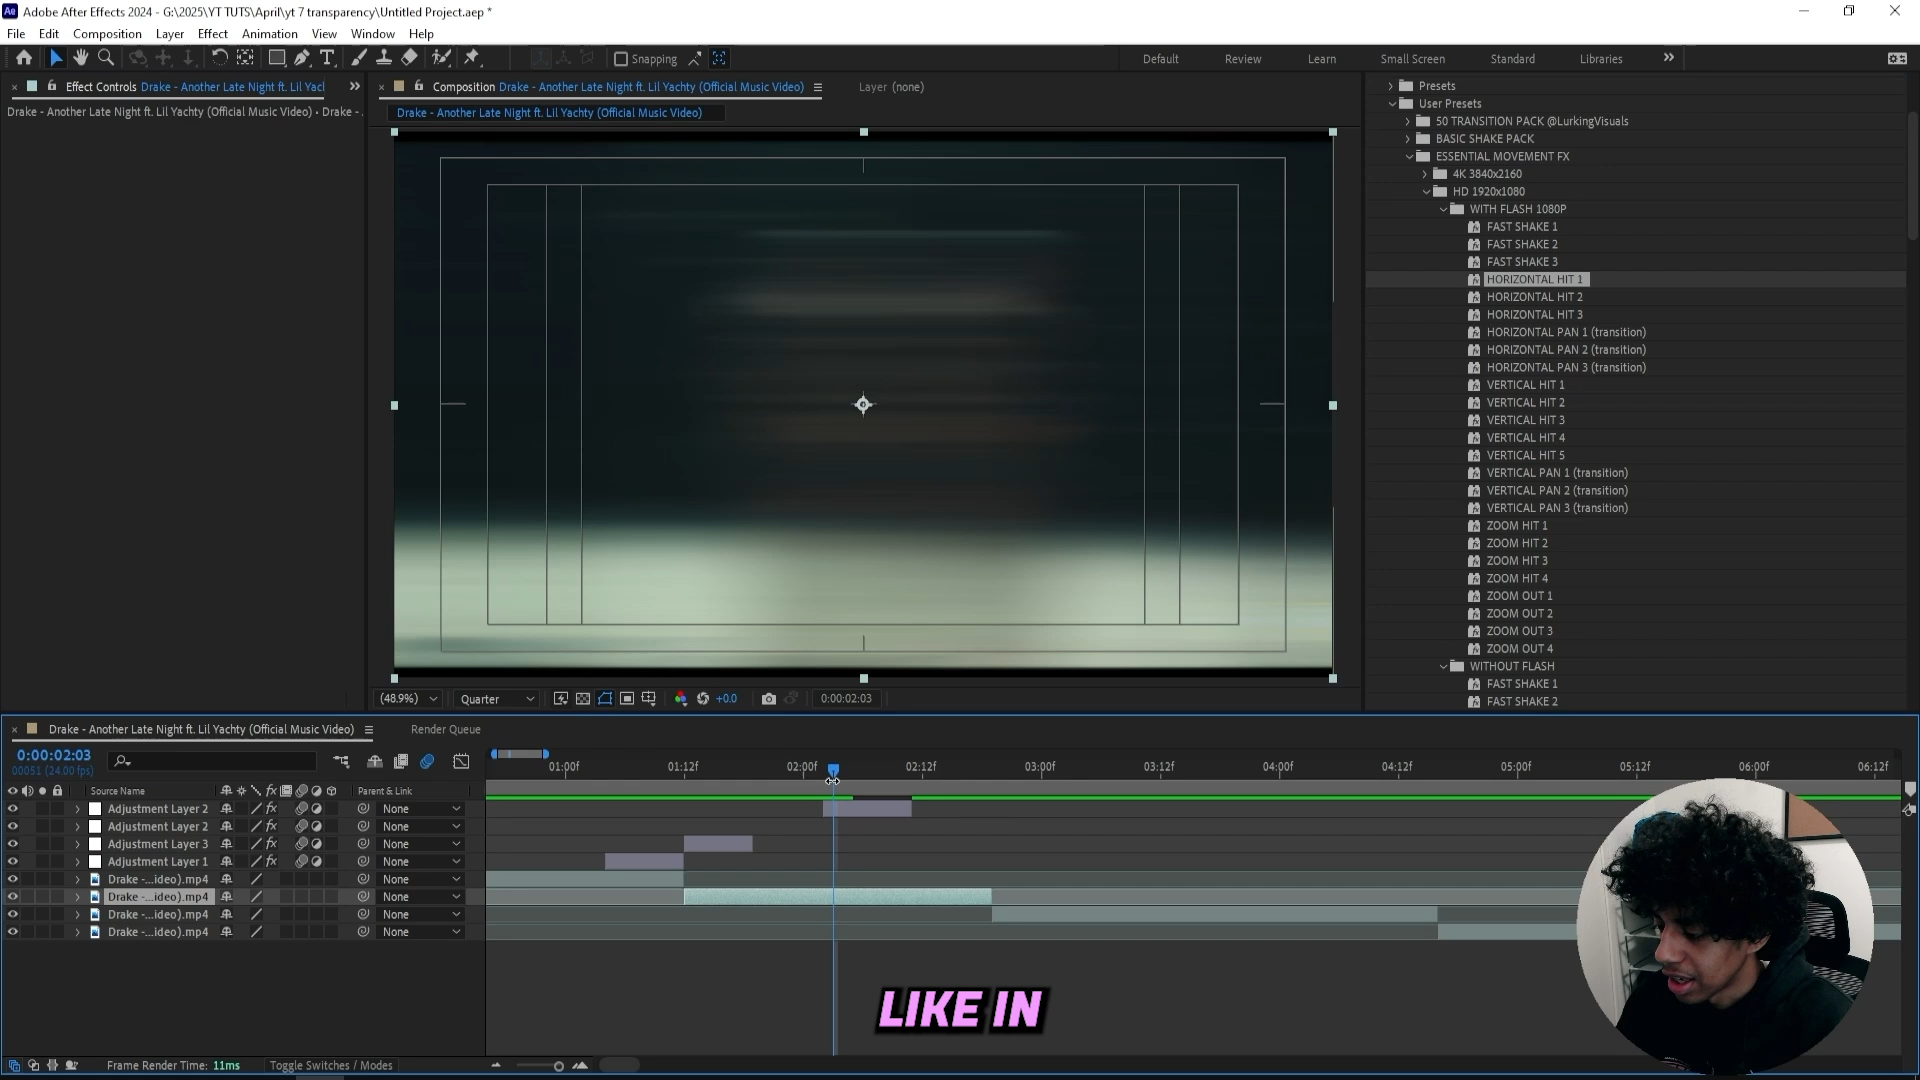 Adobe After Effects 2024 - G:\2025\YT TUTS\April\yt 7 transparency\Untitled Project.aep *
File Edit Composition Layer Effect Animation View Window Help
Snapping
Default Review Learn Small Screen Standard Libraries
Effect Controls Drake - Another Late Night ft. Lil Yacl
Composition Drake - Another Late Night ft. Lil Yachty (Official Music Video)
Layer (none)
Drake - Another Late Night ft. Lil Yachty (Official Music Video) • Drake -
Drake - Another Late Night ft. Lil Yachty (Official Music Video)
Presets
User Presets
50 TRANSITION PACK @LurkingVisuals
BASIC SHAKE PACK
ESSENTIAL MOVEMENT FX
4K 3840x2160
HD 1920x1080
WITH FLASH 1080P
FAST SHAKE 1
FAST SHAKE 2
FAST SHAKE 3
HORIZONTAL HIT 1
HORIZONTAL HIT 2
HORIZONTAL HIT 3
HORIZONTAL PAN 1 (transition)
HORIZONTAL PAN 2 (transition)
HORIZONTAL PAN 3 (transition)
VERTICAL HIT 1
VERTICAL HIT 2
VERTICAL HIT 3
VERTICAL HIT 4
VERTICAL HIT 5
VERTICAL PAN 1 (transition)
VERTICAL PAN 2 (transition)
VERTICAL PAN 3 (transition)
ZOOM HIT 1
ZOOM HIT 2
ZOOM HIT 3
ZOOM HIT 4
ZOOM OUT 1
ZOOM OUT 2
ZOOM OUT 3
ZOOM OUT 4
WITHOUT FLASH
FAST SHAKE 1
FAST SHAKE 2
(48.9%) Quarter +0.0 0:00:02:03
Drake - Another Late Night ft. Lil Yachty (Official Music Video) Render Queue
0:00:02:03
00051 (24.00 fps)
01:00f 01:12f 02:00f 02:12f 03:00f 03:12f 04:00f 04:12f 05:00f 05:12f 06:00f 06:12f
Source Name Parent & Link
Adjustment Layer 2 None
Adjustment Layer 2 None
Adjustment Layer 3 None
Adjustment Layer 1 None
Drake -...ideo).mp4 None
Drake -...ideo).mp4 None
Drake -...ideo).mp4 None
Drake -...ideo).mp4 None
LIKE IN
Frame Render Time: 11ms Toggle Switches / Modes